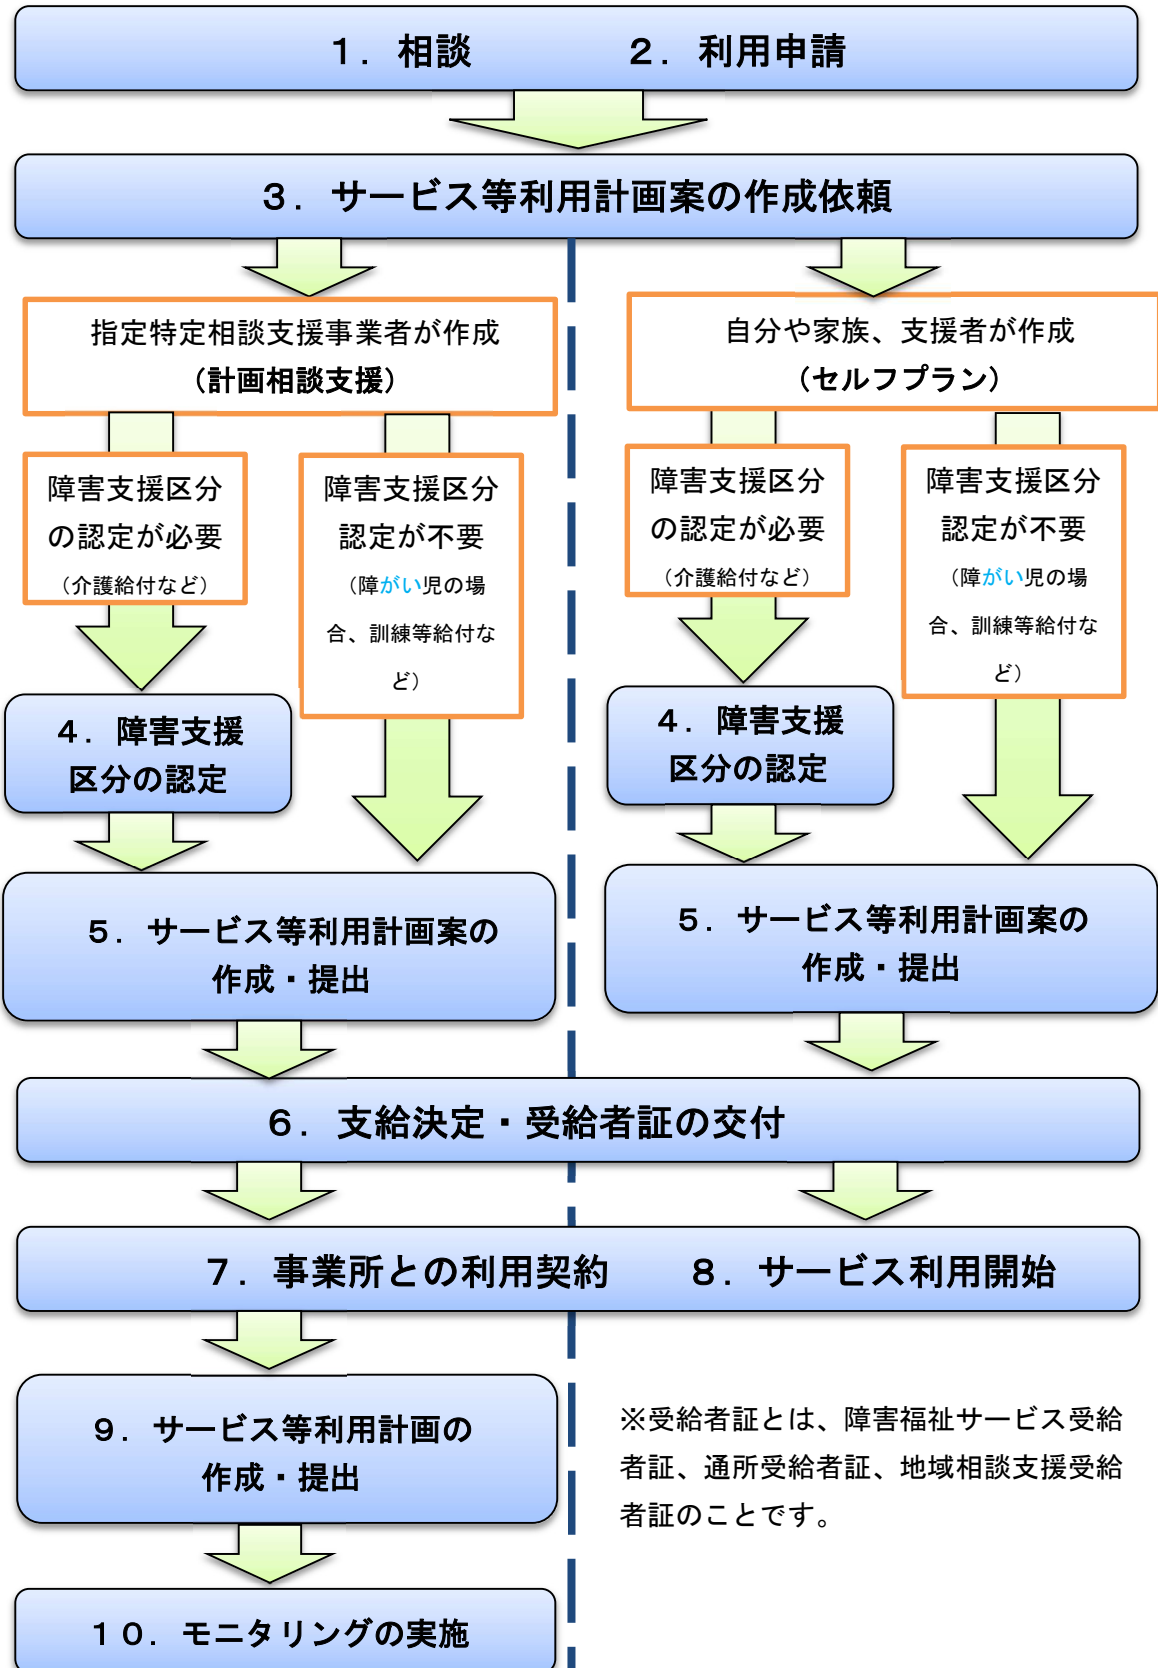 １．相談　２．利用申請
３．サービス等利用計画案の作成依頼
指定特定相談支援事業者が作成
（計画相談支援）
自分や家族、支援者が作成
（セルフプラン）
障害支援区分
の認定が必要
（介護給付など）
障害支援区分
認定が不要
（障がい児の場
合、訓練等給付な
ど）
障害支援区分
の認定が必要
（介護給付など）
障害支援区分
認定が不要
（障がい児の場
合、訓練等給付な
ど）
４．障害支援
区分の認定
４．障害支援
区分の認定
５．サービス等利用計画案の
作成・提出
５．サービス等利用計画案の
作成・提出
６．支給決定・受給者証の交付
７．事業所との利用契約　８．サービス利用開始
９．サービス等利用計画の
作成・提出
※受給者証とは、障害福祉サービス受給
者証、通所受給者証、地域相談支援受給
者証のことです。
１０．モニタリングの実施